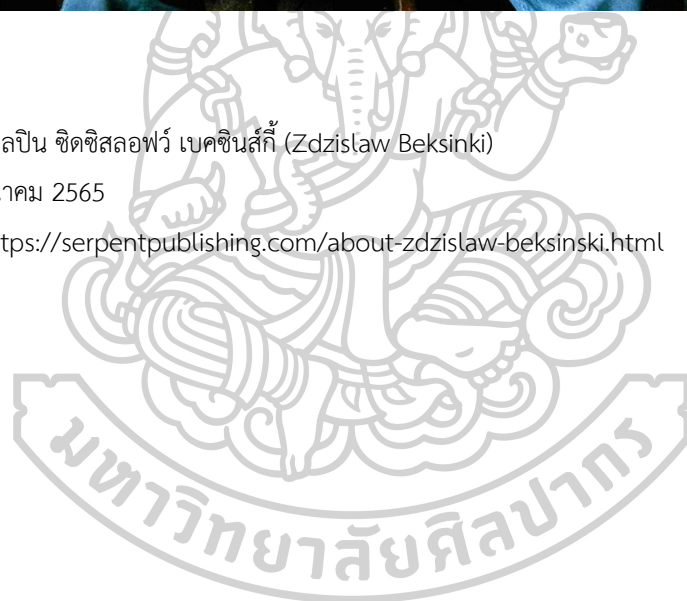 ลปิน ซิดซิสลอฟว์ เบคซินส์กี้ (Zdzislaw Beksinki)
าคม 2565
tps://serpentpublishing.com/about-zdzislaw-beksinski.html
มหาวิทยาลัยศิลปากร